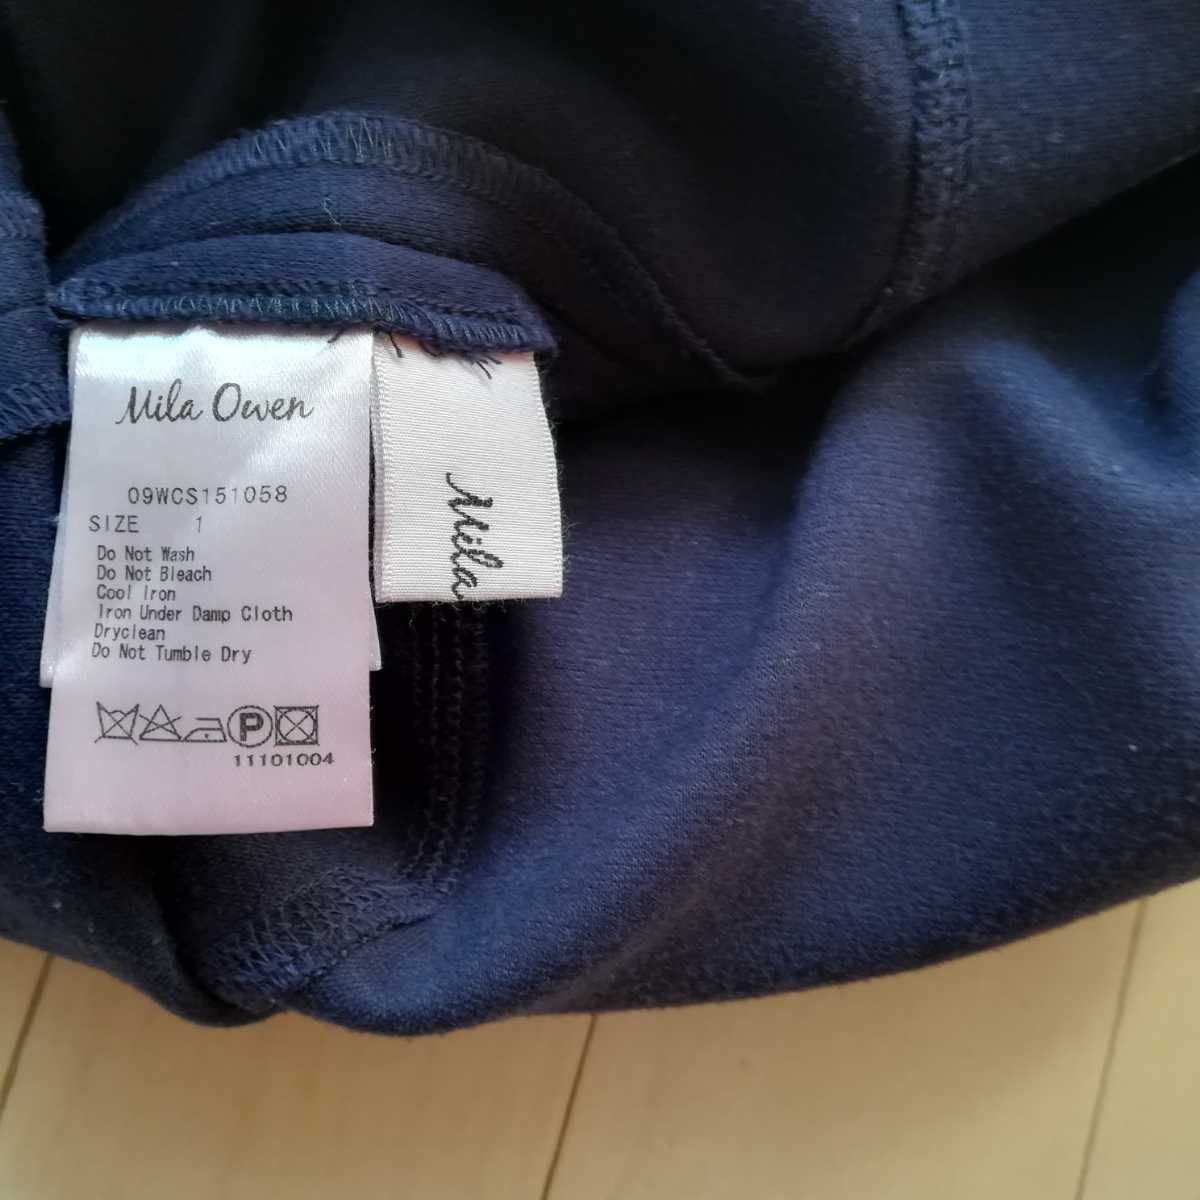 Mila Owen
09WCS151058
SIZE 1
Do Not Wash
Do Not Bleach
Cool Iron
Iron Under Damp Cloth
Dryclean
Do Not Tumble Dry
P
11101004
Mila